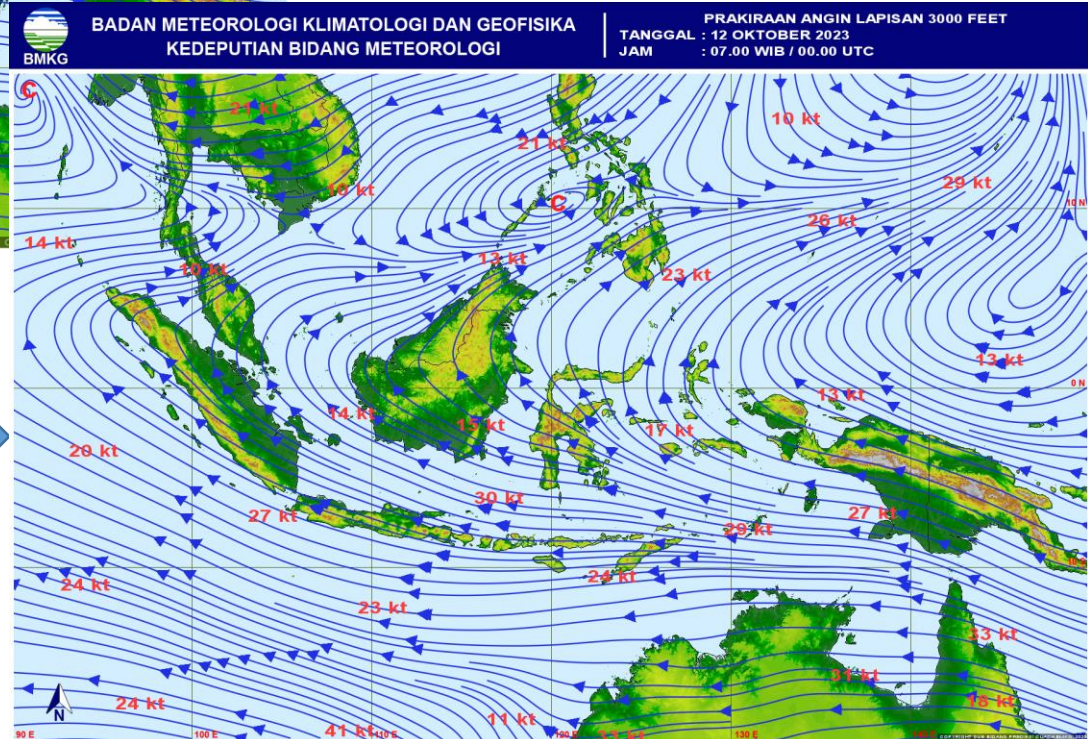 BMKG
BADAN METEOROLOGI KLIMATOLOGI DAN GEOFISIKA
KEDEPUTIAN BIDANG METEOROLOGI
PRAKIRAAN ANGIN LAPISAN 3000 FEET
TANGGAL : 12 OKTOBER 2023
JAM : 07.00 WIB / 00.00 UTC
C
21 kt
10 kt
21 kt
10 kt
29 kt
C
10 N
26 kt
14 kt
13 kt
10 kt
23 kt
13 kt
0 N
13 kt
14 kt
15 kt
17 kt
20 kt
30 kt
27 kt
27 kt
29 kt
24 kt
24 kt
23 kt
33 kt
31 kt
18 kt
24 kt
11 kt
41 kt
N
90 E
100 E
110 E
120 E
130 E